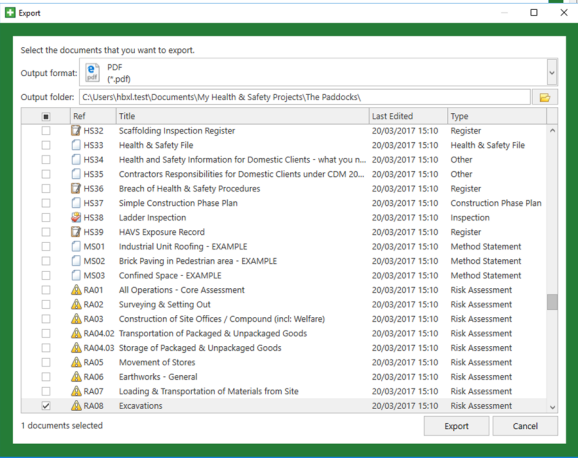 Export
Select the documents that you want to export.
Output format: PDF
(*.pdf)
Output folder: C:\Users\hbxl.test\Documents\My Health & Safety Projects\The Paddocks\
Ref Title Last Edited Type
HS32 Scaffolding Inspection Register 20/03/2017 15:10 Register
HS33 Health & Safety File 20/03/2017 15:10 Health & Safety File
HS34 Health and Safety Information for Domestic Clients - what you n... 20/03/2017 15:10 Other
HS35 Contractors Responsibilities for Domestic Clients under CDM 20... 20/03/2017 15:10 Other
HS36 Breach of Health & Safety Procedures 20/03/2017 15:10 Register
HS37 Simple Construction Phase Plan 20/03/2017 15:10 Construction Phase Plan
HS38 Ladder Inspection 20/03/2017 15:10 Inspection
HS39 HAVS Exposure Record 20/03/2017 15:10 Register
MS01 Industrial Unit Roofing - EXAMPLE 20/03/2017 15:10 Method Statement
MS02 Brick Paving in Pedestrian area - EXAMPLE 20/03/2017 15:10 Method Statement
MS03 Confined Space - EXAMPLE 20/03/2017 15:10 Method Statement
RA01 All Operations - Core Assessment 20/03/2017 15:10 Risk Assessment
RA02 Surveying & Setting Out 20/03/2017 15:10 Risk Assessment
RA03 Construction of Site Offices / Compound (incl: Welfare) 20/03/2017 15:10 Risk Assessment
RA04.02 Transportation of Packaged & Unpackaged Goods 20/03/2017 15:10 Risk Assessment
RA04.03 Storage of Packaged & Unpackaged Goods 20/03/2017 15:10 Risk Assessment
RA05 Movement of Stores 20/03/2017 15:10 Risk Assessment
RA06 Earthworks - General 20/03/2017 15:10 Risk Assessment
RA07 Loading & Transportation of Materials from Site 20/03/2017 15:10 Risk Assessment
RA08 Excavations 20/03/2017 15:10 Risk Assessment
1 documents selected Export Cancel